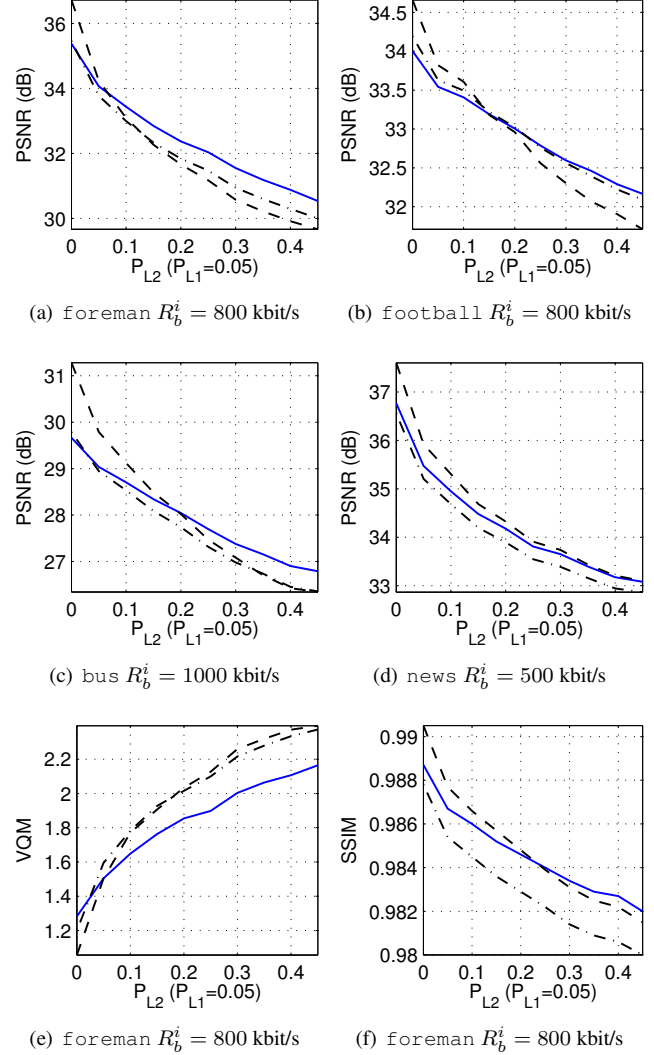 36
34
32
30
PSNR (dB)
0 0.1 0.2 0.3 0.4
P_L2 (P_L1=0.05)
(a) foreman R_b^i = 800 kbit/s
34.5
34
33.5
33
32.5
32
PSNR (dB)
0 0.1 0.2 0.3 0.4
P_L2 (P_L1=0.05)
(b) football R_b^i = 800 kbit/s
31
30
29
28
27
PSNR (dB)
0 0.1 0.2 0.3 0.4
P_L2 (P_L1=0.05)
(c) bus R_b^i = 1000 kbit/s
37
36
35
34
33
PSNR (dB)
0 0.1 0.2 0.3 0.4
P_L2 (P_L1=0.05)
(d) news R_b^i = 500 kbit/s
2.2
2
1.8
1.6
1.4
1.2
VQM
0 0.1 0.2 0.3 0.4
P_L2 (P_L1=0.05)
(e) foreman R_b^i = 800 kbit/s
0.99
0.988
0.986
0.984
0.982
0.98
SSIM
0 0.1 0.2 0.3 0.4
P_L2 (P_L1=0.05)
(f) foreman R_b^i = 800 kbit/s